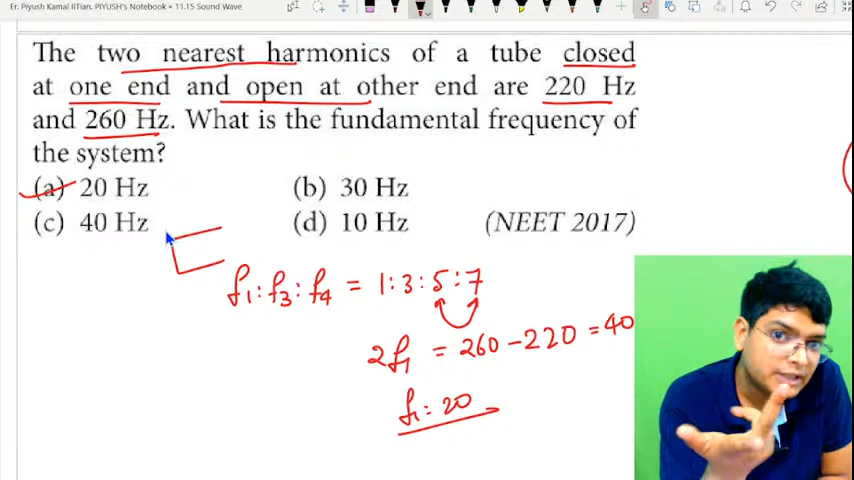 Er. Piyush Kamal IITian. PIYUSH's Notebook » 11.15 Sound Wave
The two nearest harmonics of a tube closed
at one end and open at other end are 220 Hz
and 260 Hz. What is the fundamental frequency of
the system?
(a) 20 Hz (b) 30 Hz
(c) 40 Hz (d) 10 Hz (NEET 2017)
f1 : f3 : f4 = 1 : 3 : 5 : 7
2f1 = 260 - 220 = 40
f1 = 20